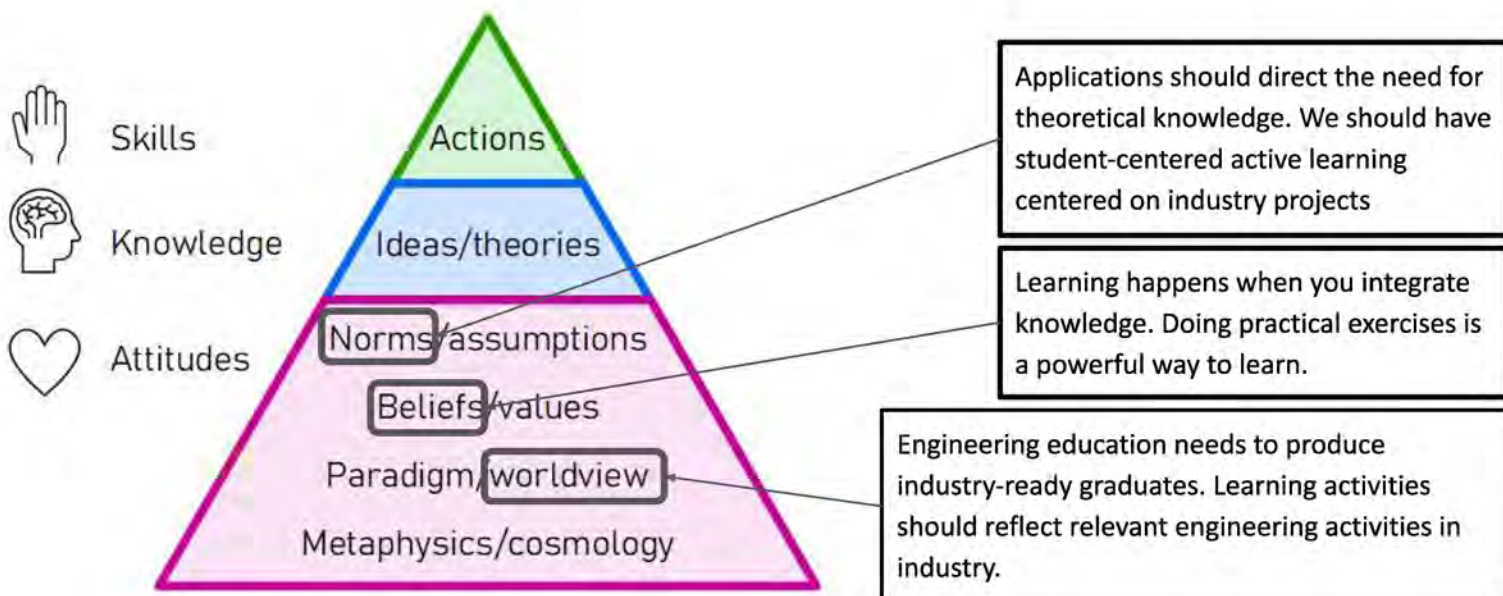 Skills
Knowledge
Attitudes
Actions
Ideas/theories
Norms/assumptions
Beliefs/values
Paradigm/worldview
Metaphysics/cosmology
Applications should direct the need for
theoretical knowledge. We should have
student-centered active learning
centered on industry projects
Learning happens when you integrate
knowledge. Doing practical exercises is
a powerful way to learn.
Engineering education needs to produce
industry-ready graduates. Learning activities
should reflect relevant engineering activities in
industry.